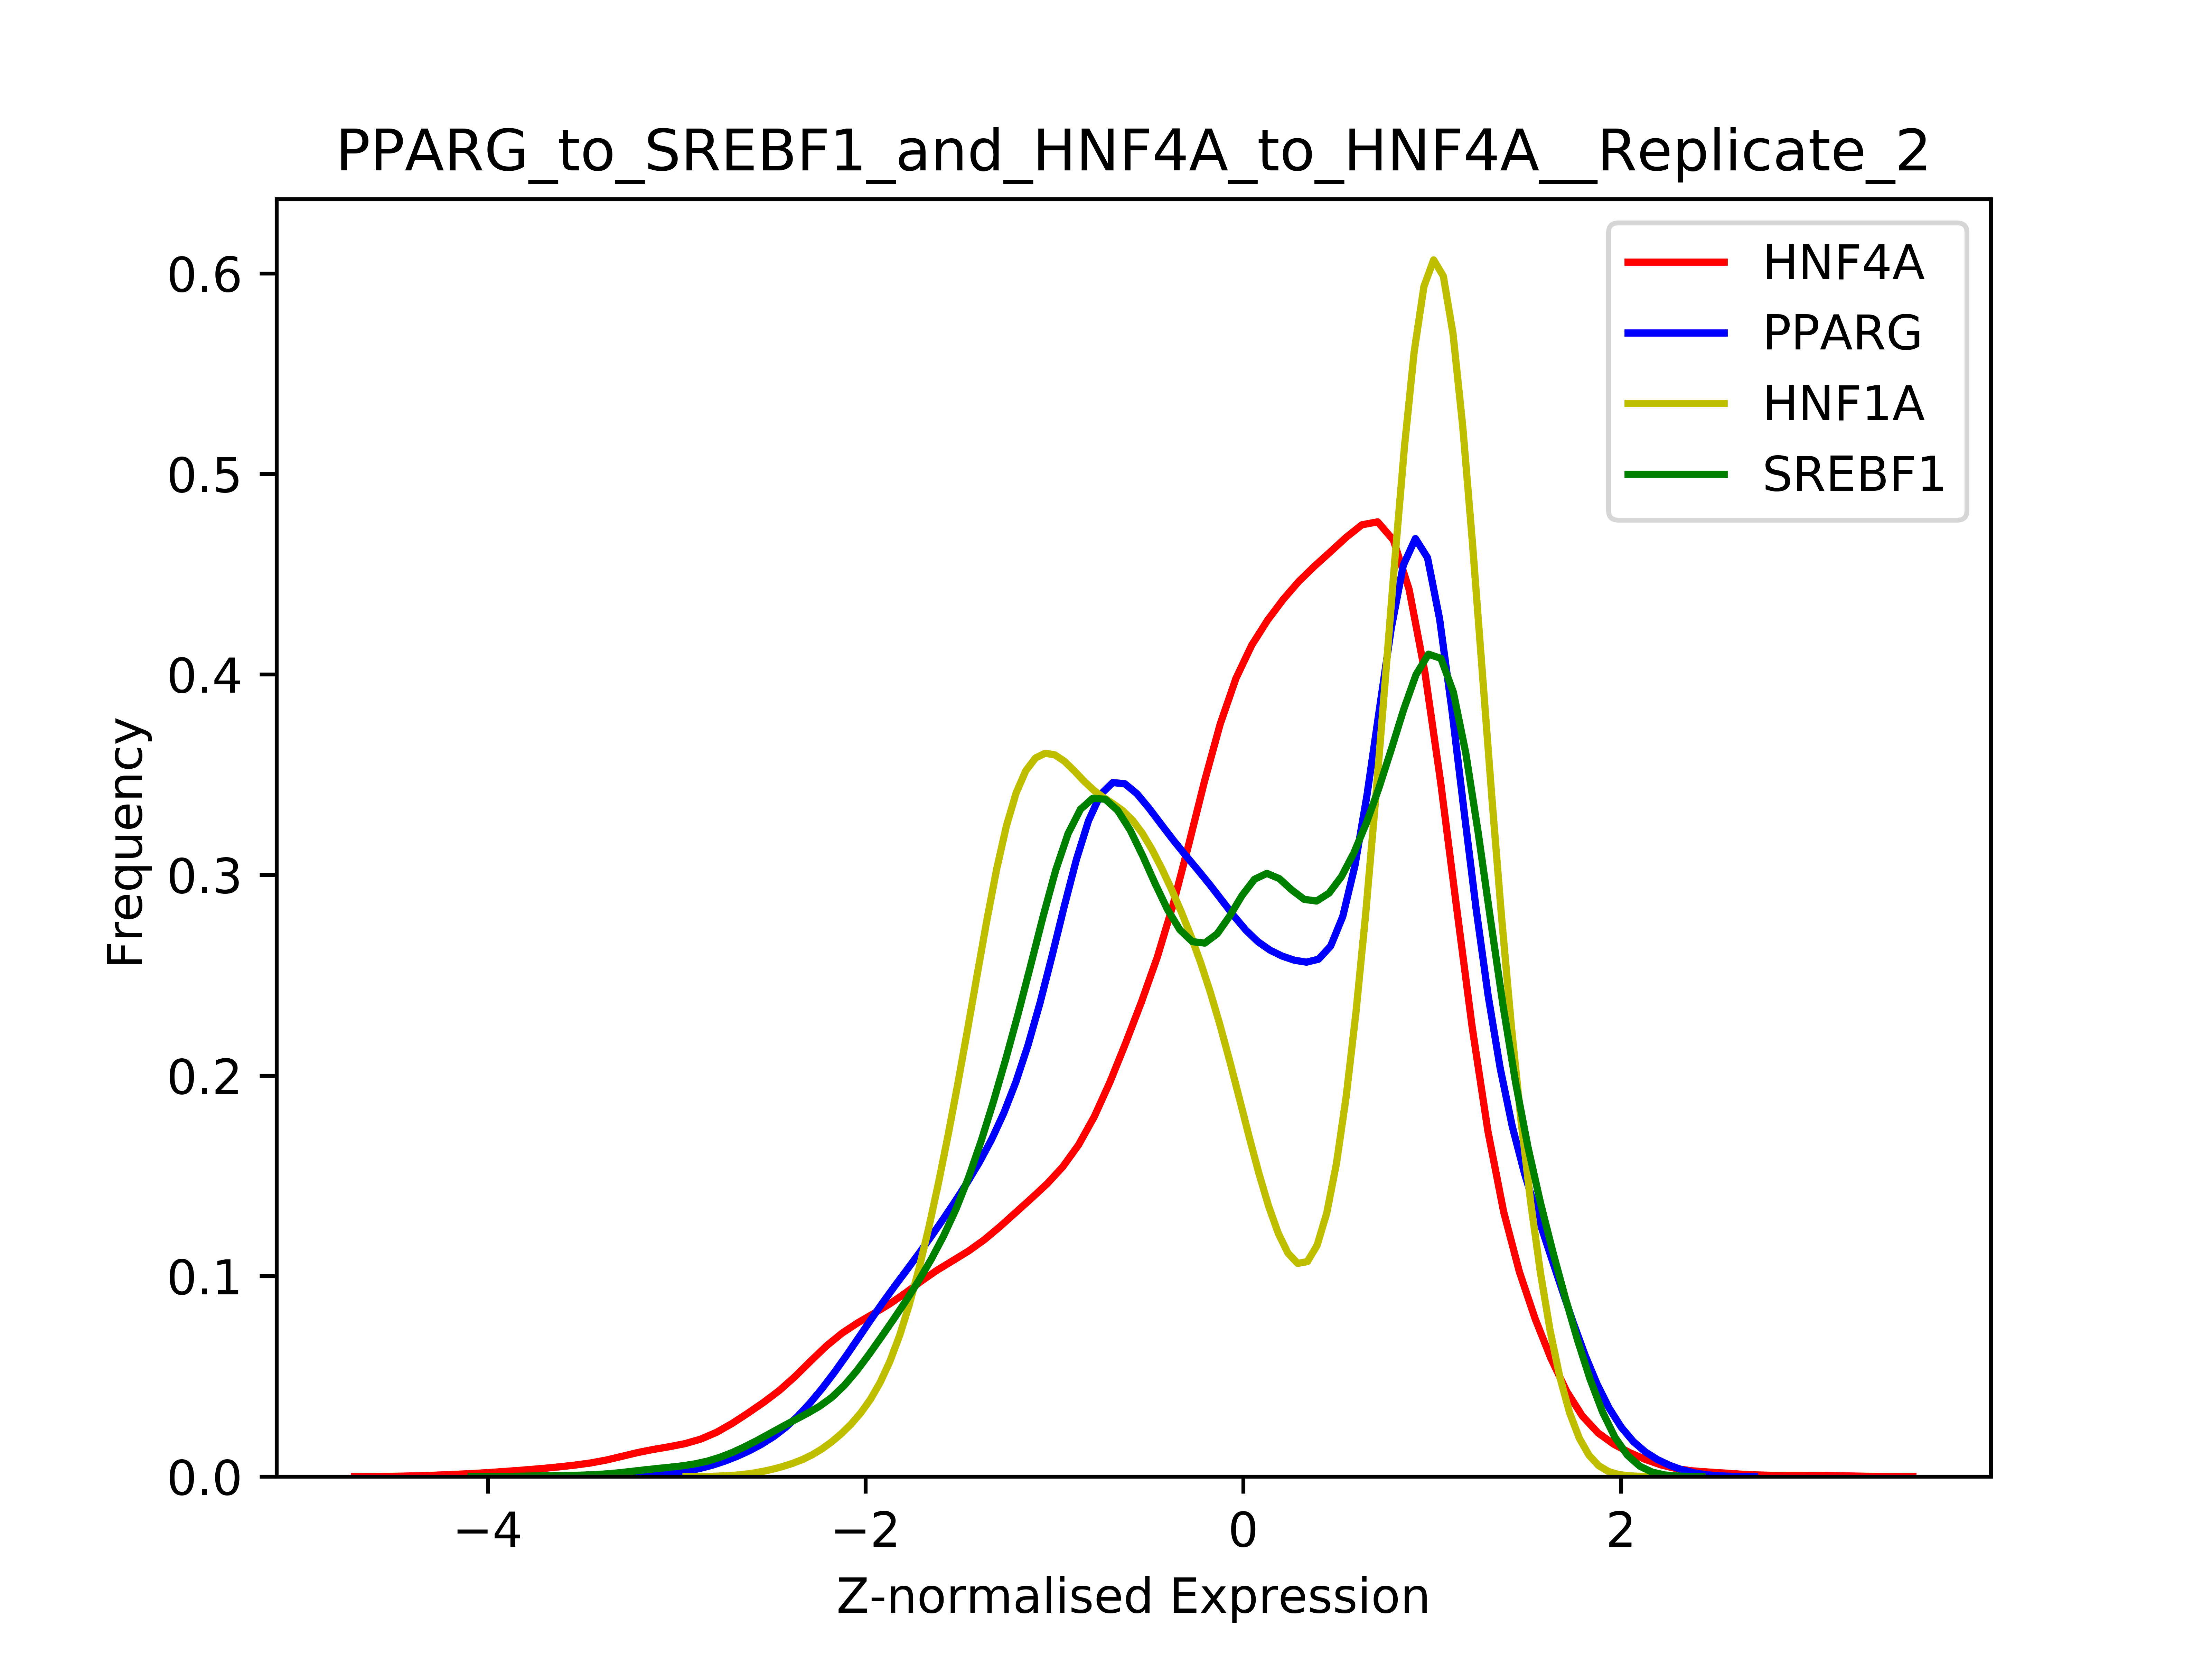 PPARG_to_SREBF1_and_HNF4A_to_HNF4A__Replicate_2
HNF4A
PPARG
HNF1A
SREBF1
0.6
0.5
0.4
0.3
0.2
0.1
0.0
Frequency
−4
−2
0
2
Z-normalised Expression